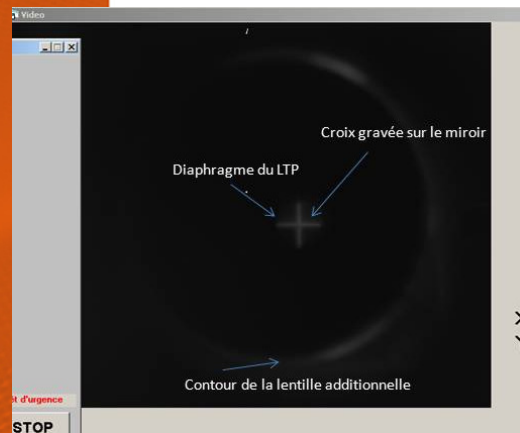 Video
Croix gravée sur le miroir
Diaphragme du LTP
Contour de la lentille additionnelle
t d'urgence
STOP